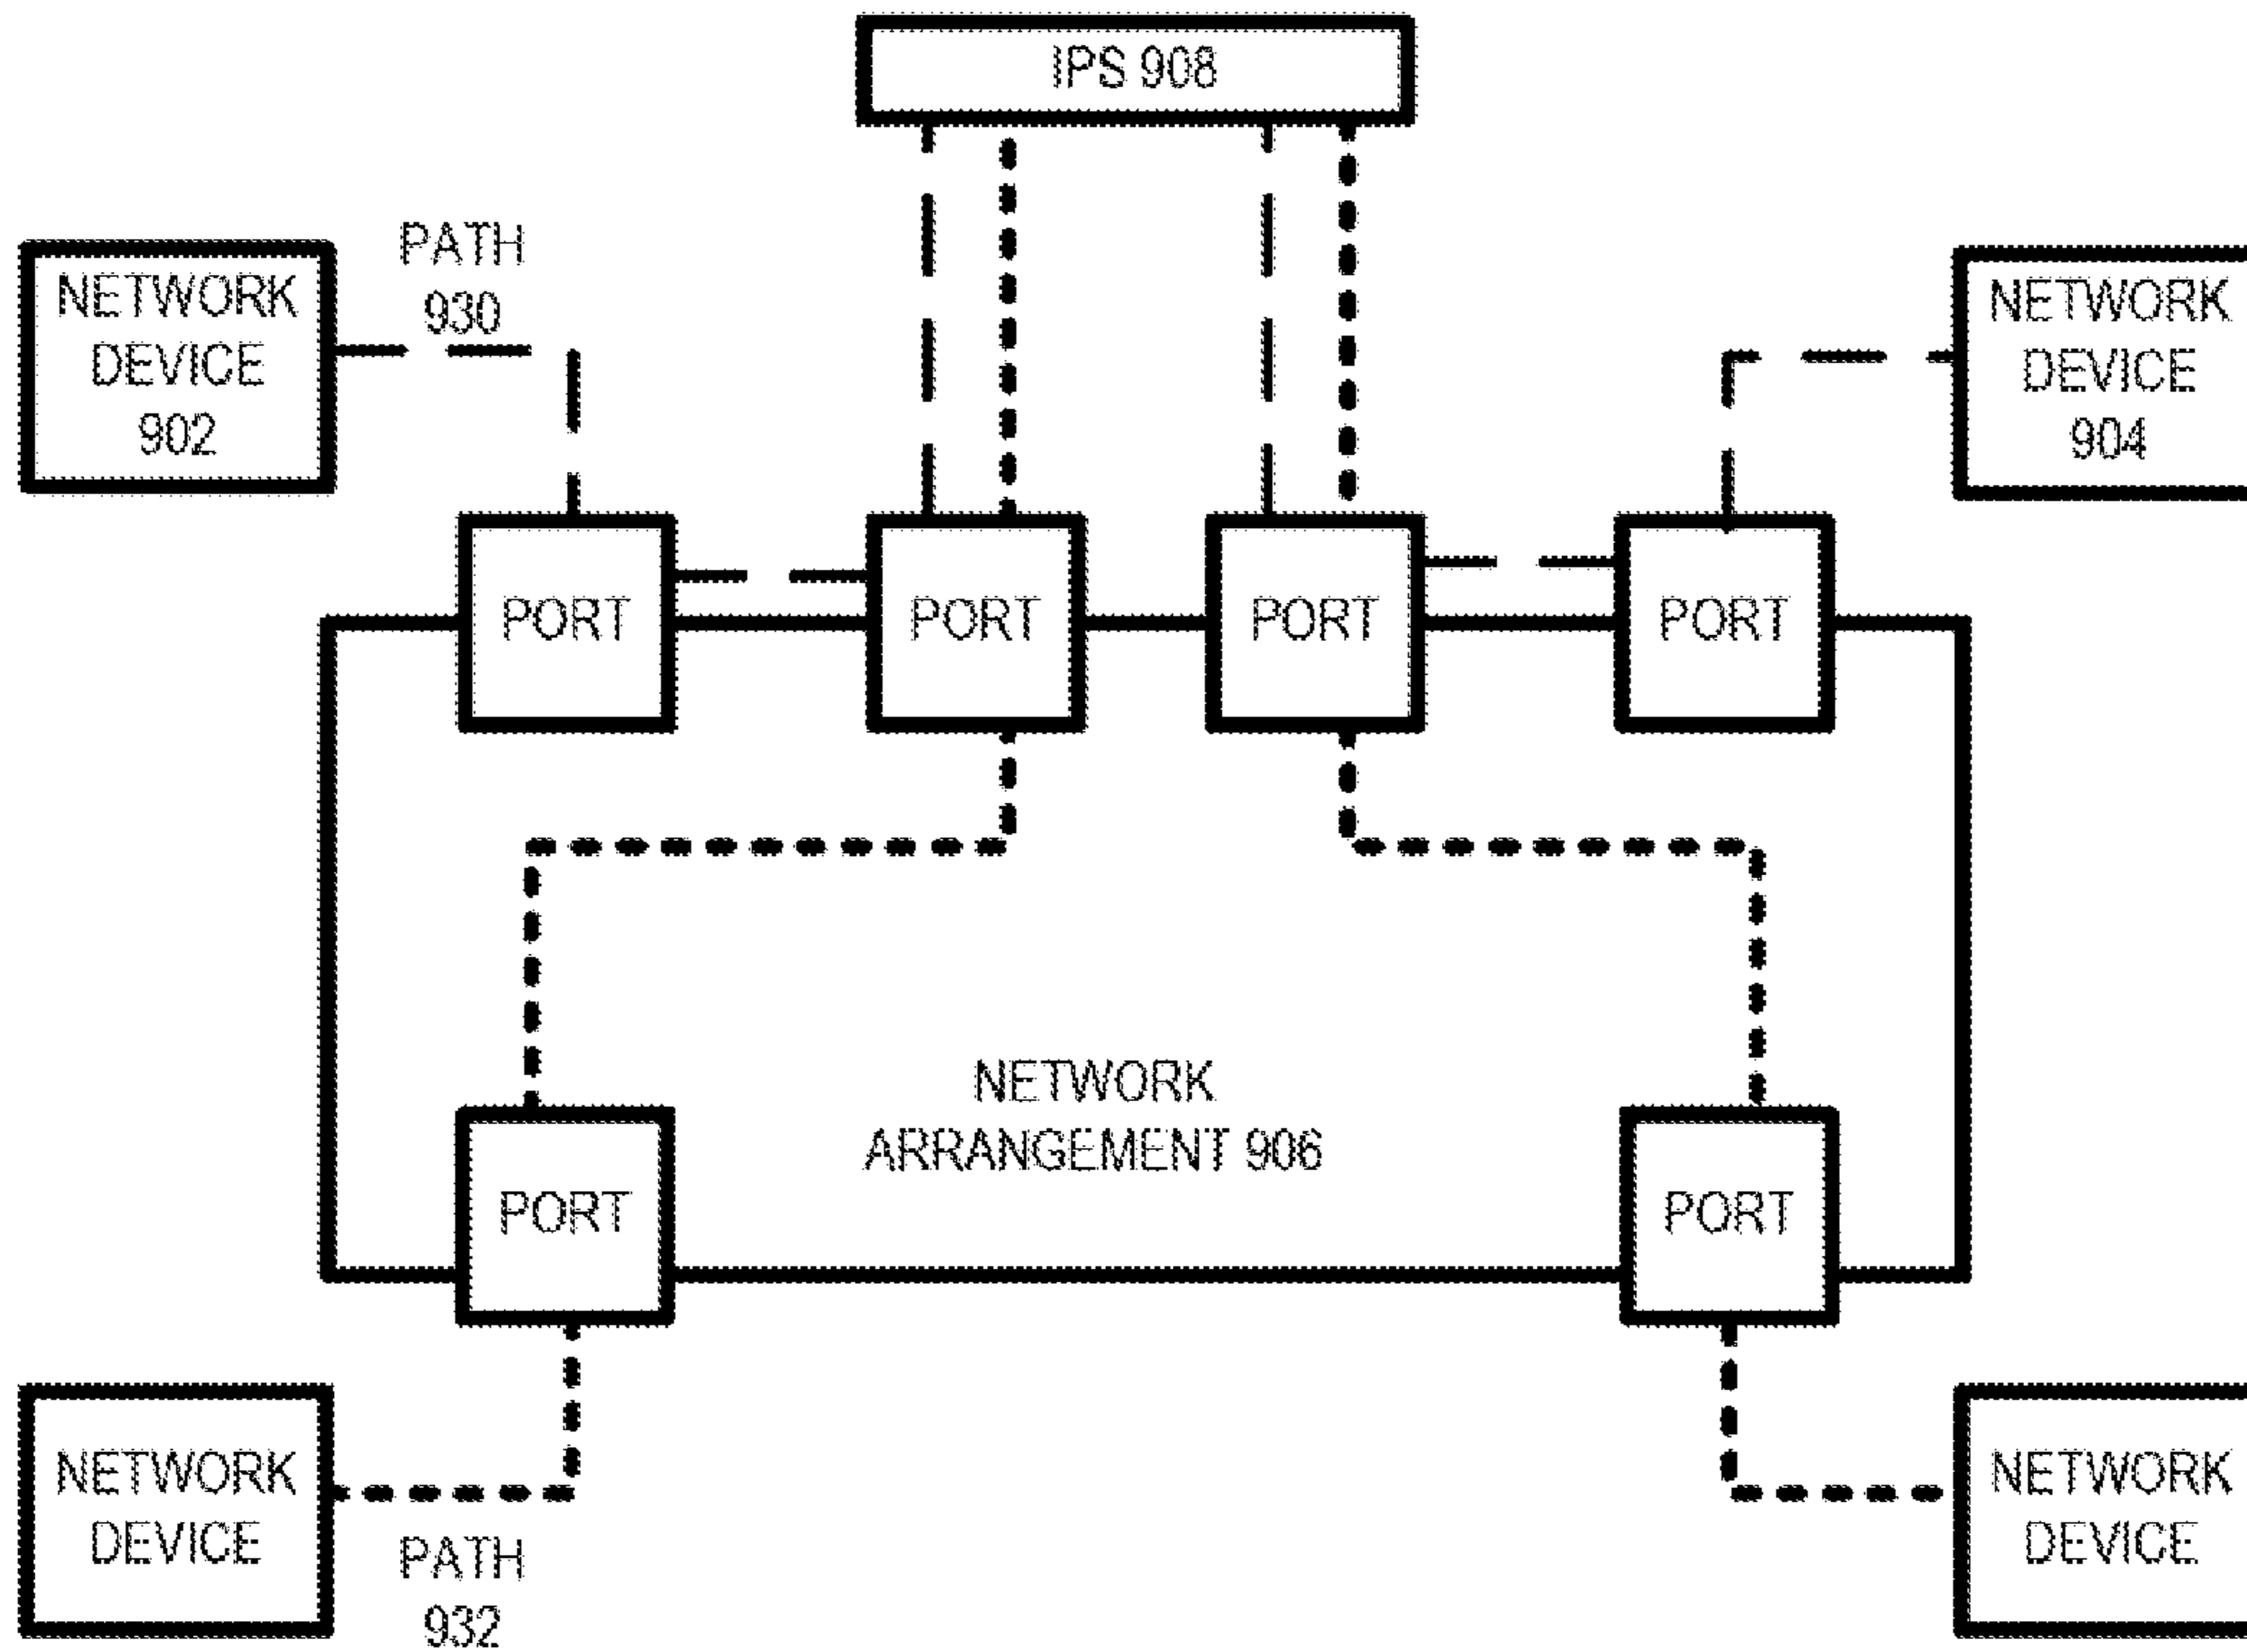 IPS 908
PATH
930
NETWORK
DEVICE
902
NETWORK
DEVICE
904
PORT
PORT
PORT
PORT
NETWORK
ARRANGEMENT 906
PORT
PORT
NETWORK
DEVICE
PATH
932
NETWORK
DEVICE